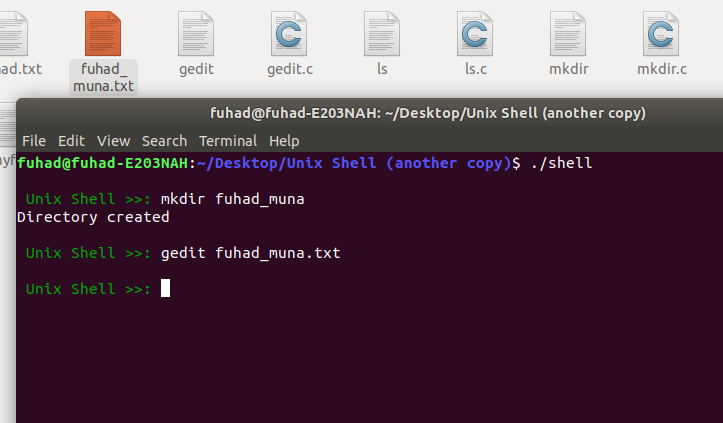 ad.txt
fuhad_
muna.txt
gedit
gedit.c
ls
ls.c
mkdir
mkdir.c
fuhad@fuhad-E203NAH: ~/Desktop/Unix Shell (another copy)
File Edit View Search Terminal Help
fuhad@fuhad-E203NAH:~/Desktop/Unix Shell (another copy)$ ./shell
Unix Shell >>: mkdir fuhad_muna
Directory created
Unix Shell >>: gedit fuhad_muna.txt
Unix Shell >>: